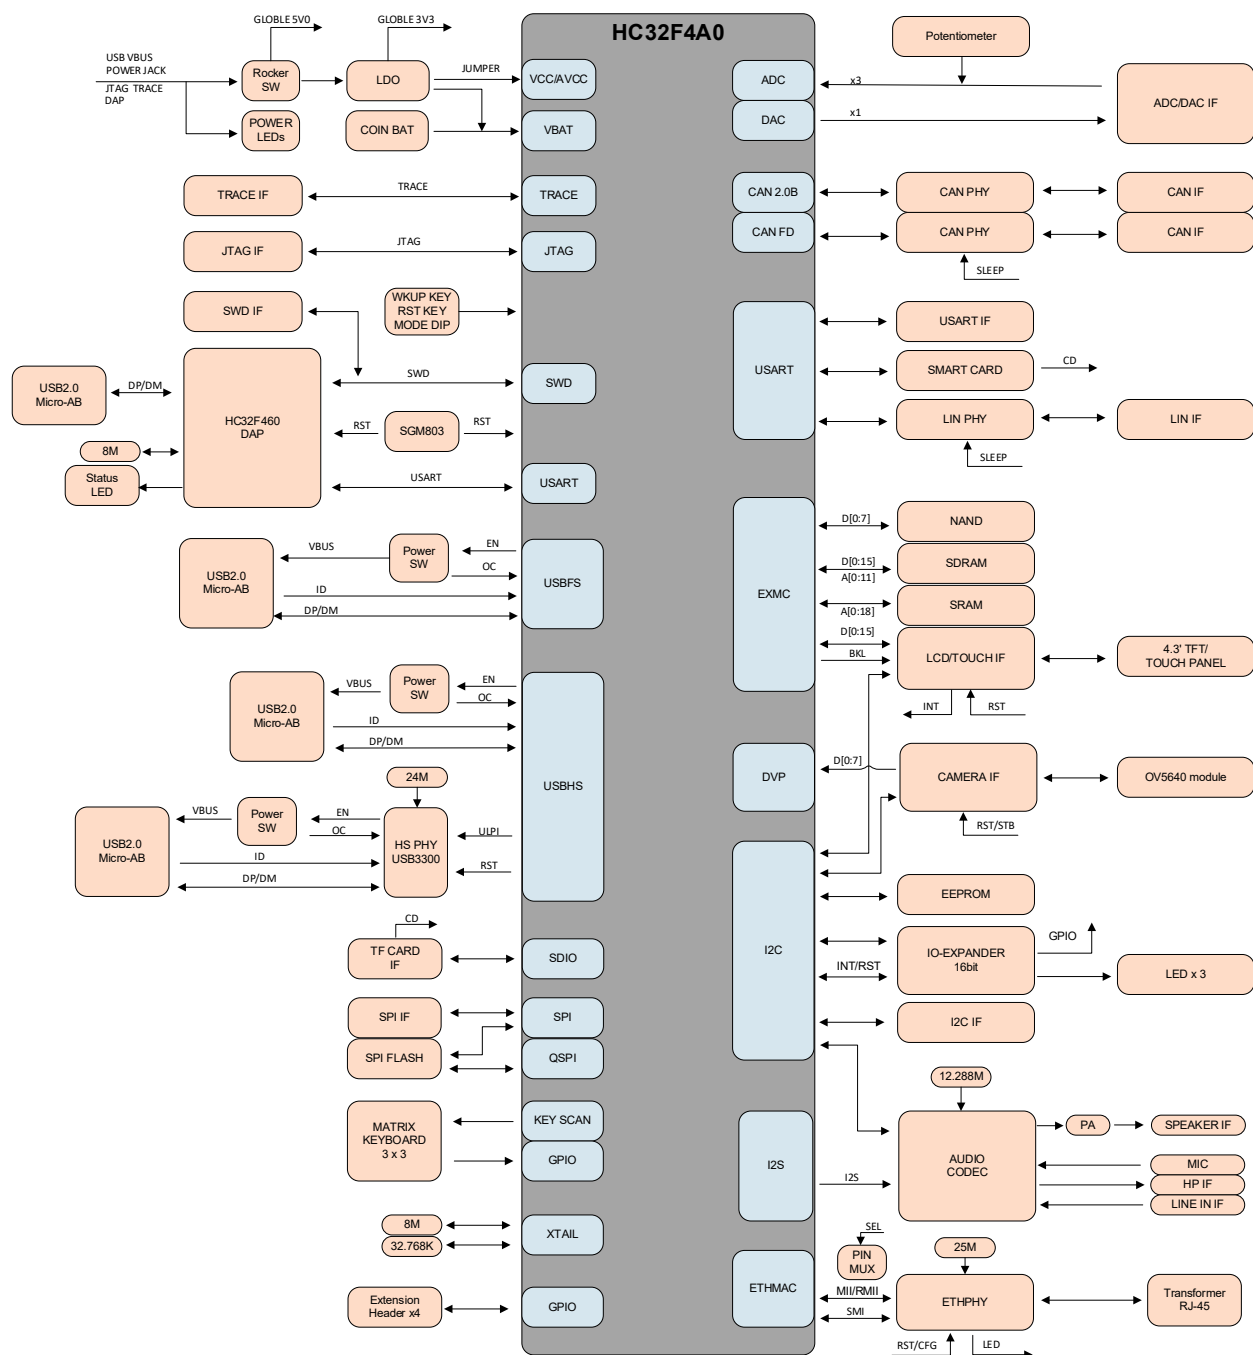 HC32F4A0
GLOBLE 5V0
GLOBLE 3V3
USB VBUS
POWER JACK
JTAG TRACE
DAP
Rocker
SW
LDO
JUMPER
VCC/AVCC
POWER
LEDs
COIN BAT
VBAT
TRACE IF
TRACE
TRACE
JTAG IF
JTAG
JTAG
SWD IF
WKUP KEY
RST KEY
MODE DIP
USB2.0
Micro-AB
DP/DM
HC32F460
DAP
SWD
SWD
RST
SGM803
RST
8M
Status
LED
USART
USART
USB2.0
Micro-AB
VBUS
Power
SW
EN
OC
ID
DP/DM
USBFS
USB2.0
Micro-AB
VBUS
Power
SW
EN
OC
ID
DP/DM
USBHS
24M
USB2.0
Micro-AB
VBUS
Power
SW
EN
OC
ID
DP/DM
HS PHY
USB3300
ULPI
RST
CD
TF CARD
IF
SDIO
SPI IF
SPI
SPI FLASH
QSPI
MATRIX
KEYBOARD
3 x 3
KEY SCAN
GPIO
8M
32.768K
XTAIL
Extension
Header x4
GPIO
Potentiometer
ADC
x3
DAC
x1
ADC/DAC IF
CAN 2.0B
CAN PHY
CAN IF
CAN FD
CAN PHY
CAN IF
SLEEP
USART
USART IF
SMART CARD
CD
LIN PHY
LIN IF
SLEEP
EXMC
D[0:7]
NAND
D[0:15]
A[0:11]
SDRAM
SRAM
A[0:18]
D[0:15]
BKL
LCD/TOUCH IF
4.3' TFT/
TOUCH PANEL
INT
RST
DVP
D[0:7]
CAMERA IF
OV5640 module
RST/STB
I2C
EEPROM
IO-EXPANDER
16bit
GPIO
INT/RST
LED x 3
I2C IF
12.288M
I2S
I2S
AUDIO
CODEC
PA
SPEAKER IF
MIC
HP IF
LINE IN IF
SEL
PIN
MUX
25M
ETHMAC
MII/RMII
SMI
ETHPHY
Transformer
RJ-45
RST/CFG
LED